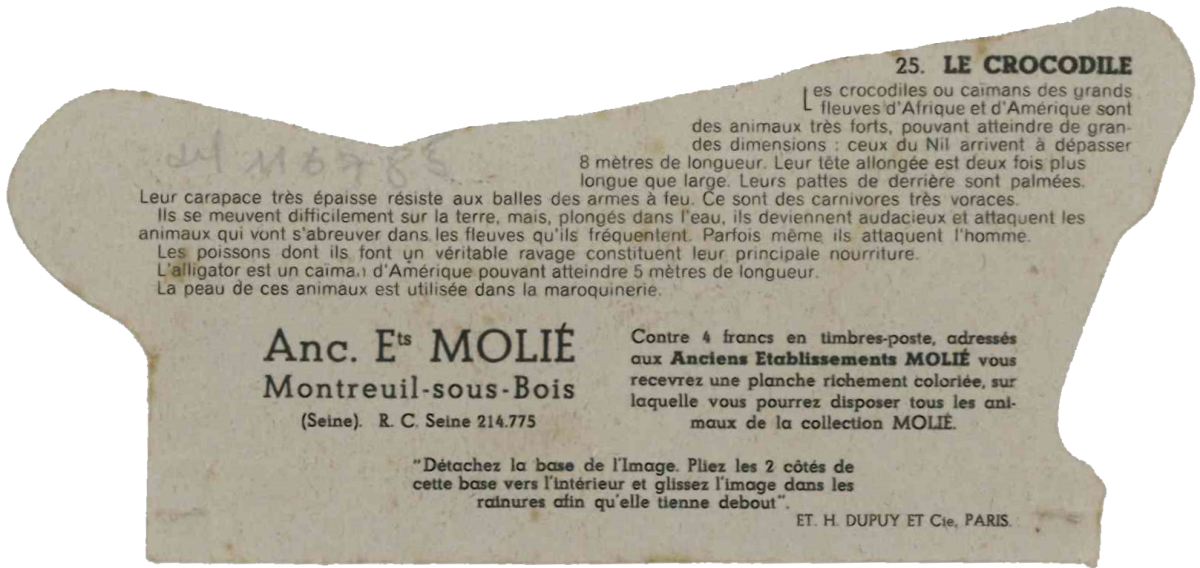 25. LE CROCODILE
Les crocodiles ou caïmans des grands
fleuves d'Afrique et d'Amérique sont
des animaux très forts, pouvant atteindre de gran-
des dimensions : ceux du Nil arrivent à dépasser
8 mètres de longueur. Leur tête allongée est deux fois plus
longue que large. Leurs pattes de derrière sont palmées.
Leur carapace très épaisse résiste aux balles des armes à feu. Ce sont des carnivores très voraces.
Ils se meuvent difficilement sur la terre, mais, plongés dans l'eau, ils deviennent audacieux et attaquent les
animaux qui vont s'abreuver dans les fleuves qu'ils fréquentent. Parfois même ils attaquent l'homme.
Les poissons dont ils font un véritable ravage constituent leur principale nourriture.
L'alligator est un caïman d'Amérique pouvant atteindre 5 mètres de longueur.
La peau de ces animaux est utilisée dans la maroquinerie.
Anc. Ets MOLIÉ
Montreuil-sous-Bois
(Seine). R. C. Seine 214.775
Contre 4 francs en timbres-poste, adressés
aux Anciens Etablissements MOLIÉ vous
recevrez une planche richement coloriée, sur
laquelle vous pourrez disposer tous les ani-
maux de la collection MOLIÉ.
"Détachez la base de l'Image. Pliez les 2 côtés de
cette base vers l'intérieur et glissez l'image dans les
rainures afin qu'elle tienne debout".
ET. H. DUPUY ET Cie, PARIS.